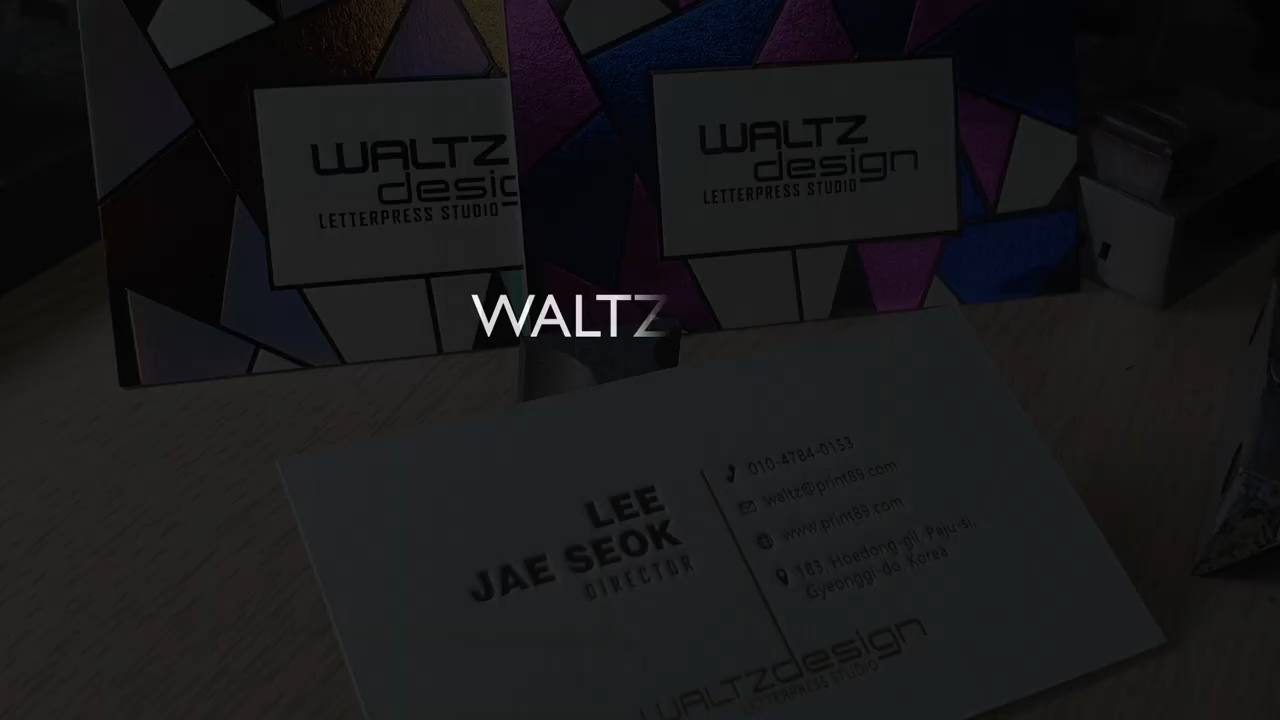 WALTZ
desig
LETTERPRESS STUDIO
WALTZ
design
LETTERPRESS STUDIO
WALTZ
LEE
JAE SEOK
DIRECTOR
010-4784-0153
waltz@print89.com
www.print89.com
183, Hoedong-gil, Paju-si,
Gyeonggi-do, Korea
WALTZdesign
LETTERPRESS STUDIO